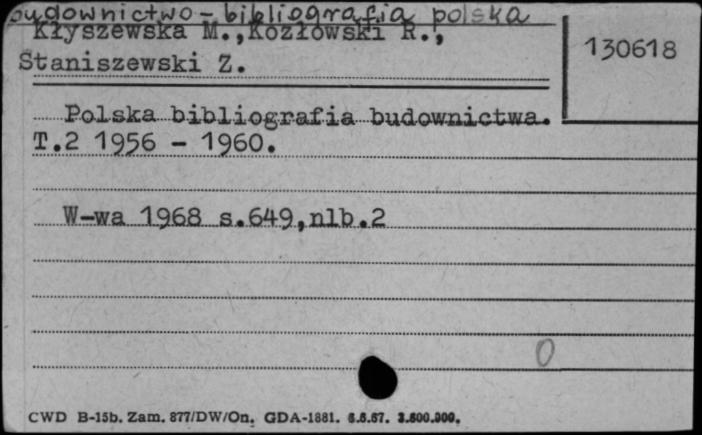 budownictwo - bibliografia polska
Kłyszewska M., Kozłowski R.,
130618
Staniszewski Z.
Polska bibliografia budownictwa.
T.2 1956 - 1960.
W-wa 1968 s.649,nlb.2
0
CWD B-15b. Zam. 877/DW/On. GDA-1881. 6.6.67. 3.600.000.